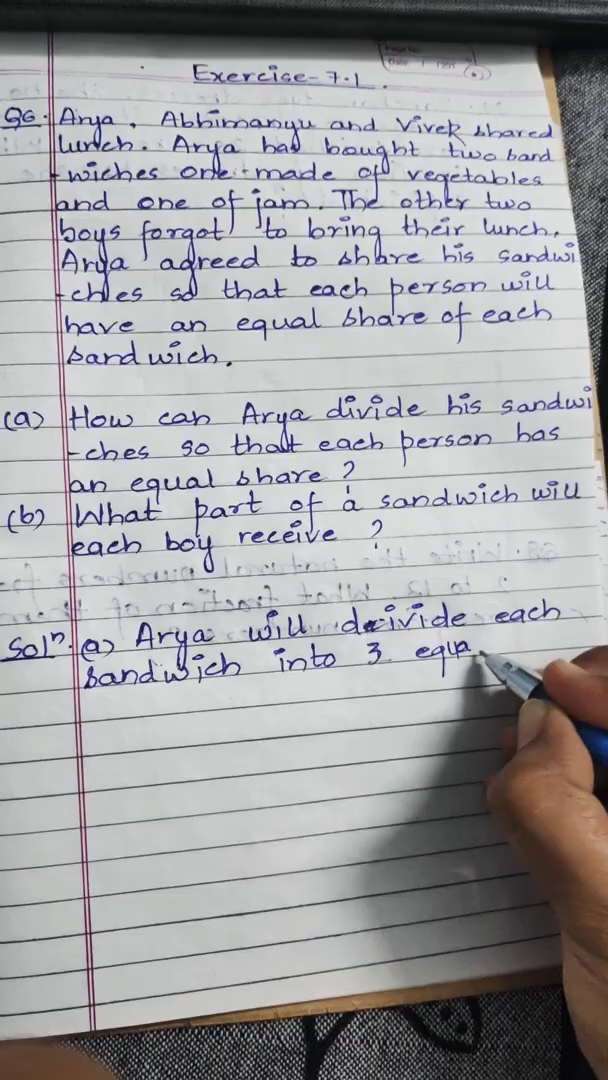 Exercise-7.1.
Q6. Arya, Abhimanyu and Vivek shared
lunch. Arya has bought two sand
-wiches one made of vegetables
and one of jam. The other two
boys forgot to bring their lunch.
Arya agreed to share his sandwi
-ches so that each person will
have an equal share of each
sandwich.
(a) How can Arya divide his sandwi
-ches so that each person has
an equal share?
(b) What part of a sandwich will
each boy receive?
Solⁿ. (a) Arya will divide each
sandwich into 3 equa